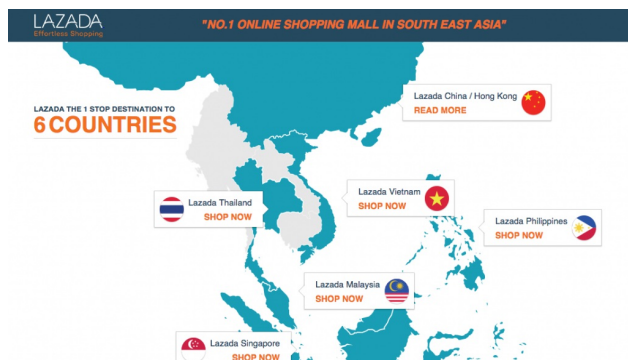 LAZADA
Effortless Shopping
"NO.1 ONLINE SHOPPING MALL IN SOUTH EAST ASIA"
LAZADA THE 1 STOP DESTINATION TO
6 COUNTRIES
Lazada China / Hong Kong
READ MORE
Lazada Vietnam
SHOP NOW
Lazada Thailand
SHOP NOW
Lazada Philippines
SHOP NOW
Lazada Malaysia
SHOP NOW
Lazada Singapore
SHOP NOW